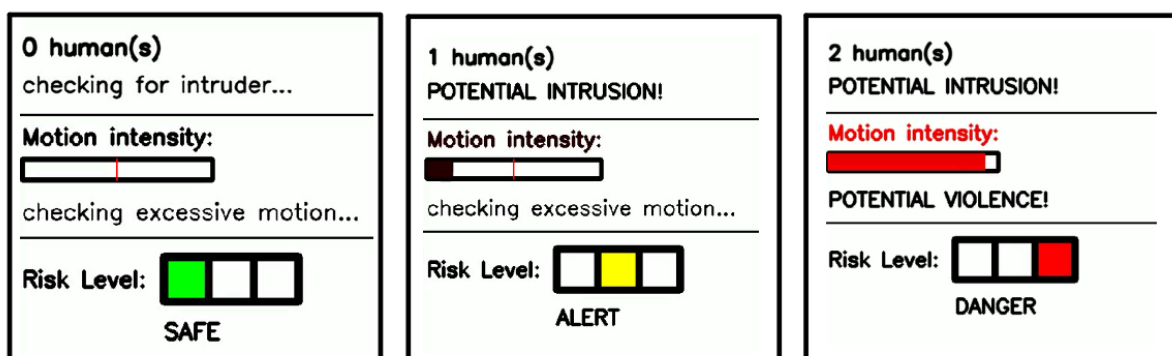 0 human(s)
checking for intruder...
Motion intensity:
checking excessive motion...
Risk Level:
SAFE
1 human(s)
POTENTIAL INTRUSION!
Motion intensity:
checking excessive motion...
Risk Level:
ALERT
2 human(s)
POTENTIAL INTRUSION!
Motion intensity:
POTENTIAL VIOLENCE!
Risk Level:
DANGER